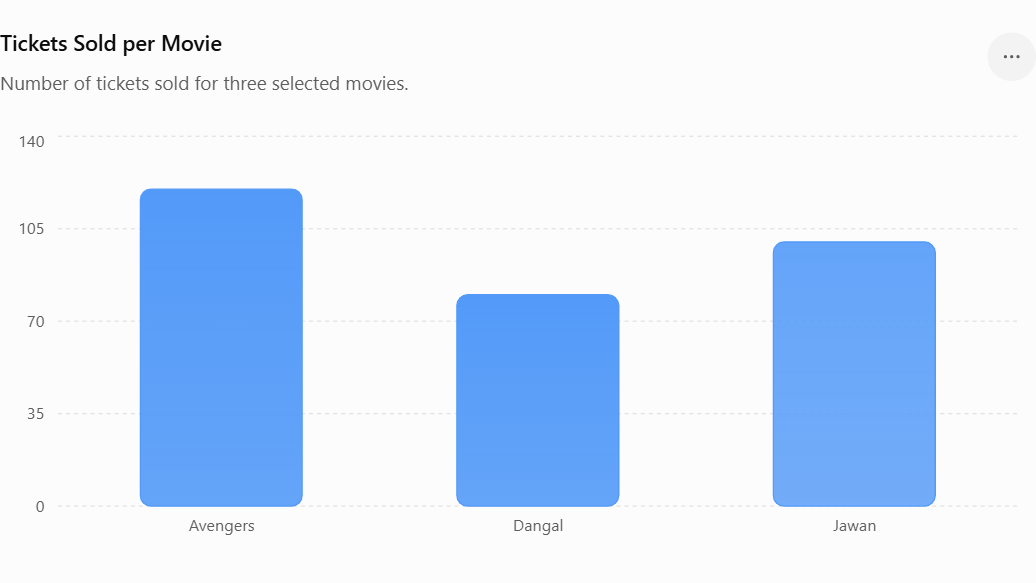 Tickets Sold per Movie
Number of tickets sold for three selected movies.
140
105
70
35
0
Avengers
Dangal
Jawan